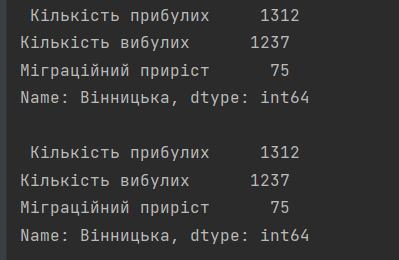 Кількість прибулих     1312
Кількість вибулих      1237
Міграційний приріст      75
Name: Вінницька, dtype: int64
Кількість прибулих     1312
Кількість вибулих      1237
Міграційний приріст      75
Name: Вінницька, dtype: int64